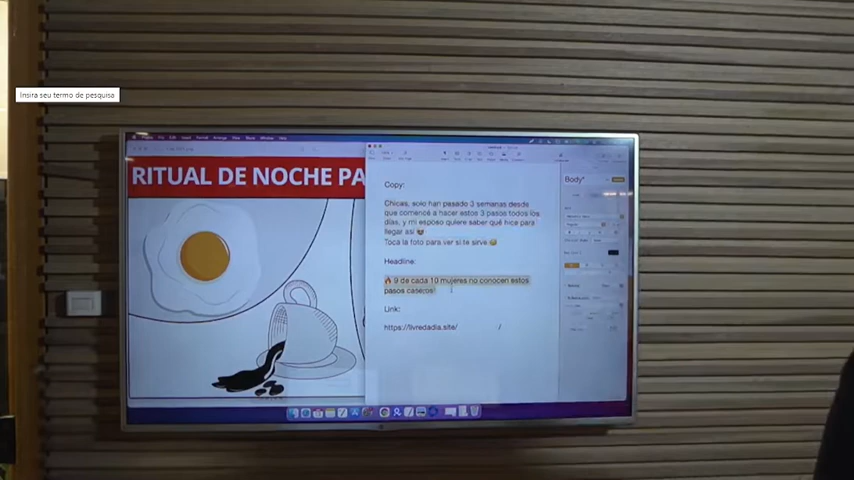 Insira seu termo de pesquisa
RITUAL DE NOCHE PA
Copy:
Chicas, solo han pasado 3 semanas desde
que comencé a hacer estos 3 pasos todos los
días, y mi esposo quiere saber qué hice para
llegar así
Toca la foto para ver si te sirve
Headline:
🔥 9 de cada 10 mujeres no conocen estos
pasos caseros!
Link:
https://livredadia.site/ /
Body*